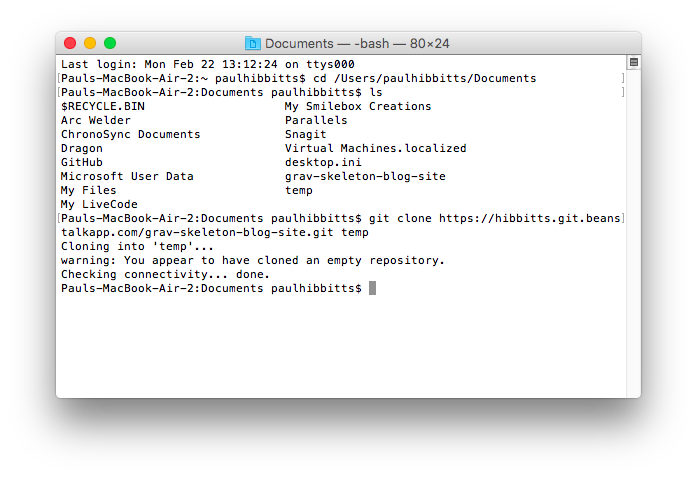 Documents — -bash — 80×24
Last login: Mon Feb 22 13:12:24 on ttys000
[Pauls-MacBook-Air-2:~ paulhibbitts$ cd /Users/paulhibbitts/Documents ]
[Pauls-MacBook-Air-2:Documents paulhibbitts$ ls ]
$RECYCLE.BIN My Smilebox Creations
Arc Welder Parallels
ChronoSync Documents Snagit
Dragon Virtual Machines.localized
GitHub desktop.ini
Microsoft User Data grav-skeleton-blog-site
My Files temp
My LiveCode
[Pauls-MacBook-Air-2:Documents paulhibbitts$ git clone https://hibbitts.git.beans]
talkapp.com/grav-skeleton-blog-site.git temp
Cloning into 'temp'...
warning: You appear to have cloned an empty repository.
Checking connectivity... done.
Pauls-MacBook-Air-2:Documents paulhibbitts$